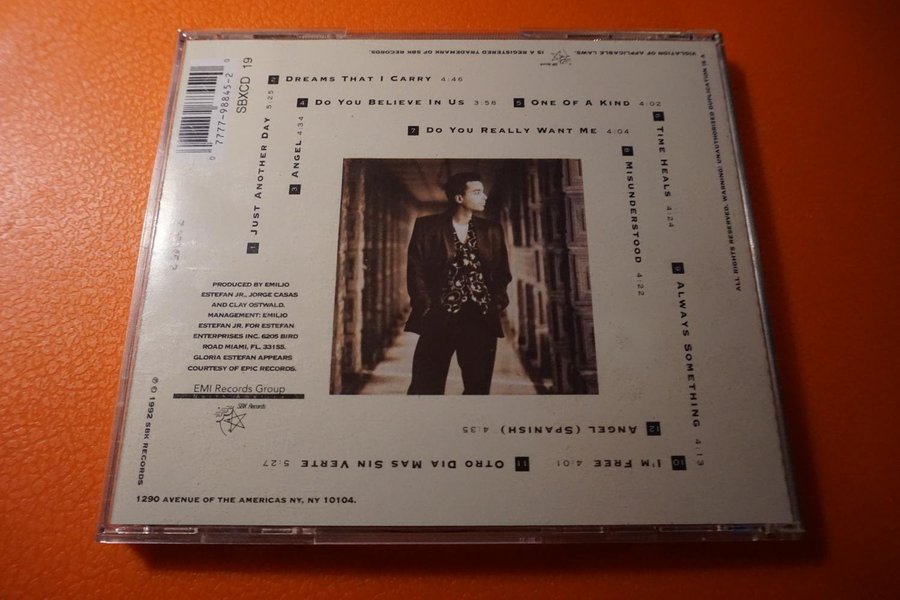 0 7777-98845-2 0
SBXCD 19
1 JUST ANOTHER DAY 5:25
2 DREAMS THAT I CARRY 4:46
3 ANGEL 4:34
4 DO YOU BELIEVE IN US 3:58
5 ONE OF A KIND 4:02
6 TIME HEALS 4:24
7 DO YOU REALLY WANT ME 4:04
8 MISUNDERSTOOD 4:22
9 ALWAYS SOMETHING 4:13
10 I'M FREE 4:01
11 OTRO DIA MAS SIN VERTE 5:27
12 ANGEL (SPANISH) 4:35
PRODUCED BY EMILIO
ESTEFAN JR., JORGE CASAS
AND CLAY OSTWALD.
MANAGEMENT: EMILIO
ESTEFAN JR. FOR ESTEFAN
ENTERPRISES INC. 6205 BIRD
ROAD MIAMI, FL. 33155.
GLORIA ESTEFAN APPEARS
COURTESY OF EPIC RECORDS.
EMI Records Group
North America
SBK Records
℗ © 1992 SBK RECORDS
1290 AVENUE OF THE AMERICAS NY, NY 10104.
ALL RIGHTS RESERVED. WARNING: UNAUTHORISED DUPLICATION IS A
VIOLATION OF APPLICABLE LAWS.
IS A REGISTERED TRADEMARK OF SBK RECORDS.